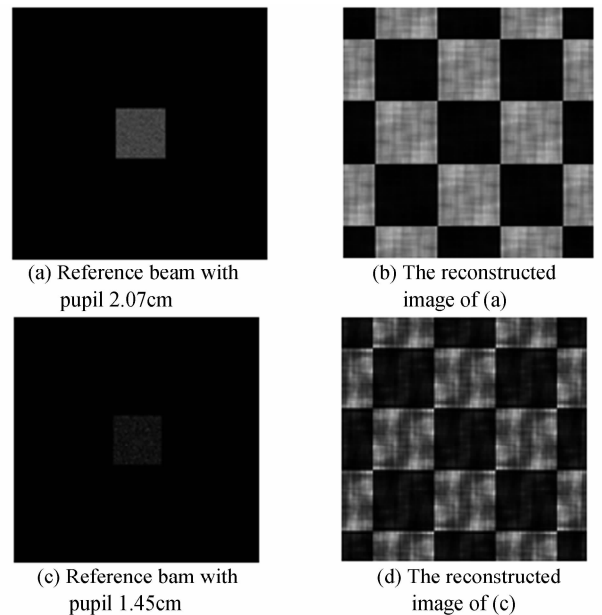 (a) Reference beam with
pupil 2.07cm
(b) The reconstructed
image of (a)
(c) Reference bam with
pupil 1.45cm
(d) The reconstructed
image of (c)